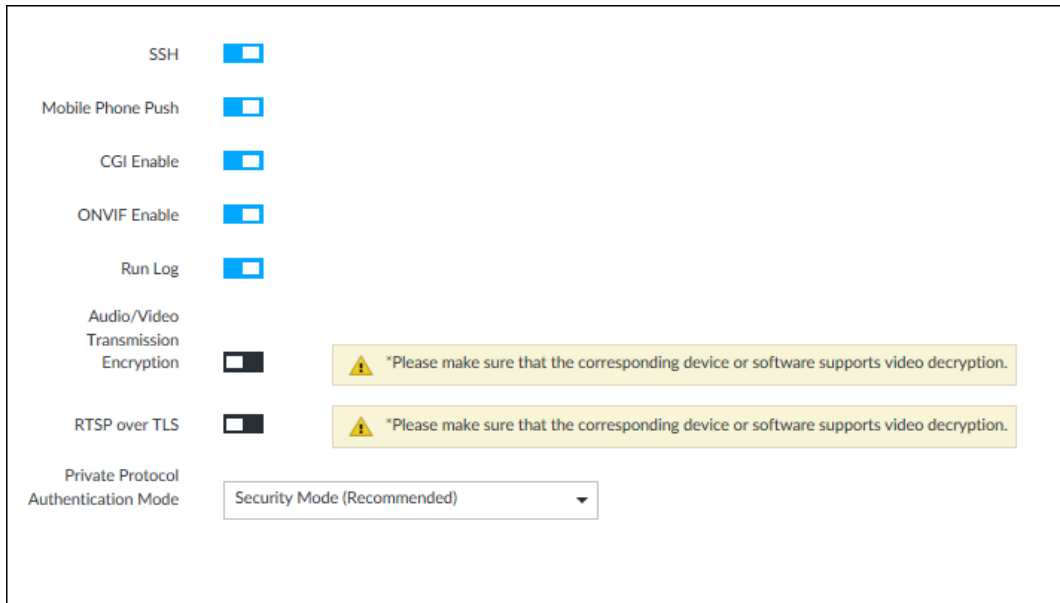 SSH
Mobile Phone Push
CGI Enable
ONVIF Enable
Run Log
Audio/Video
Transmission
Encryption
*Please make sure that the corresponding device or software supports video decryption.
RTSP over TLS
*Please make sure that the corresponding device or software supports video decryption.
Private Protocol
Authentication Mode
Security Mode (Recommended)